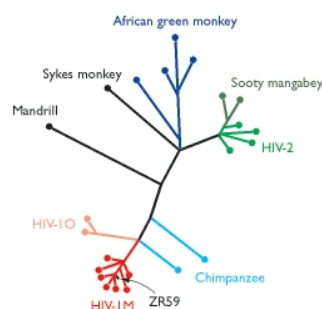 African green monkey
Sykes monkey
Sooty mangabey
Mandrill
HIV-2
HIV-1O
Chimpanzee
ZR59
HIV-1M